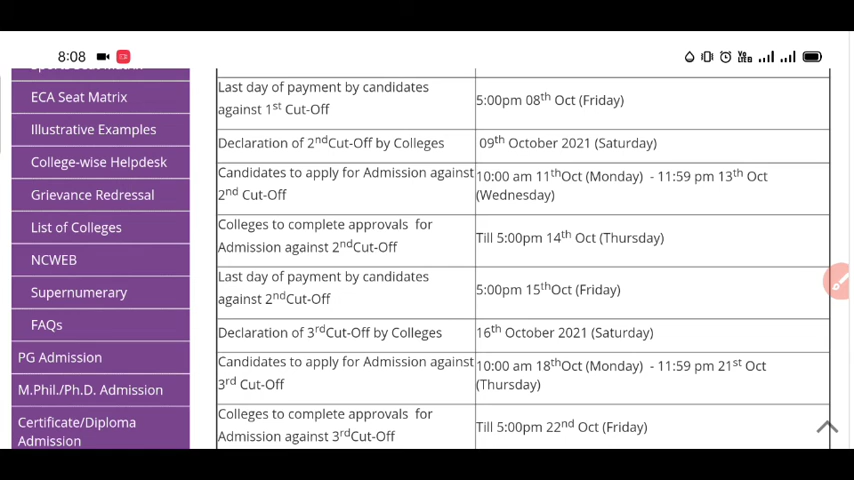 8:08
ECA Seat Matrix
Illustrative Examples
College-wise Helpdesk
Grievance Redressal
List of Colleges
NCWEB
Supernumerary
FAQs
PG Admission
M.Phil./Ph.D. Admission
Certificate/Diploma
Admission
Last day of payment by candidates
against 1st Cut-Off
5:00pm 08th Oct (Friday)
Declaration of 2ndCut-Off by Colleges
09th October 2021 (Saturday)
Candidates to apply for Admission against
2nd Cut-Off
10:00 am 11thOct (Monday) - 11:59 pm 13th Oct
(Wednesday)
Colleges to complete approvals for
Admission against 2ndCut-Off
Till 5:00pm 14th Oct (Thursday)
Last day of payment by candidates
against 2ndCut-Off
5:00pm 15thOct (Friday)
Declaration of 3rdCut-Off by Colleges
16th October 2021 (Saturday)
Candidates to apply for Admission against
3rd Cut-Off
10:00 am 18thOct (Monday) - 11:59 pm 21st Oct
(Thursday)
Colleges to complete approvals for
Admission against 3rdCut-Off
Till 5:00pm 22nd Oct (Friday)